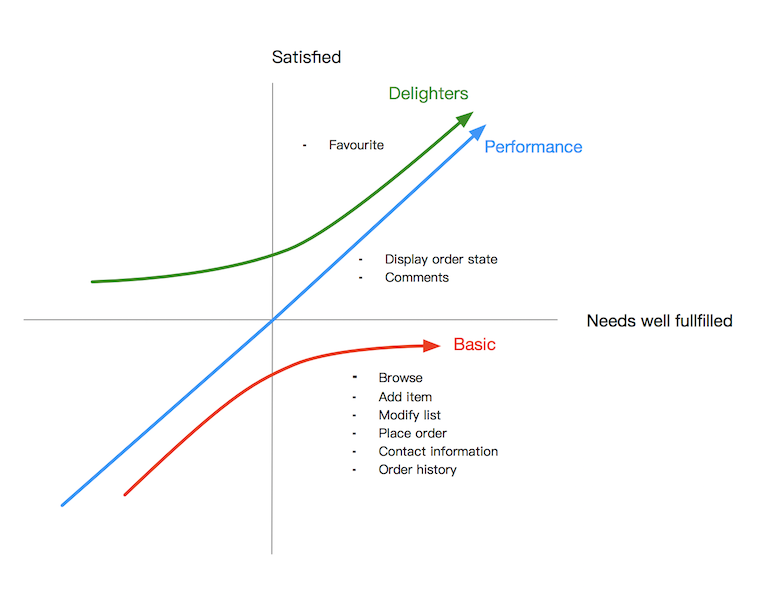 Satisfied
Delighters
- Favourite
Performance
- Display order state
- Comments
Needs well fullfilled
Basic
- Browse
- Add item
- Modify list
- Place order
- Contact information
- Order history